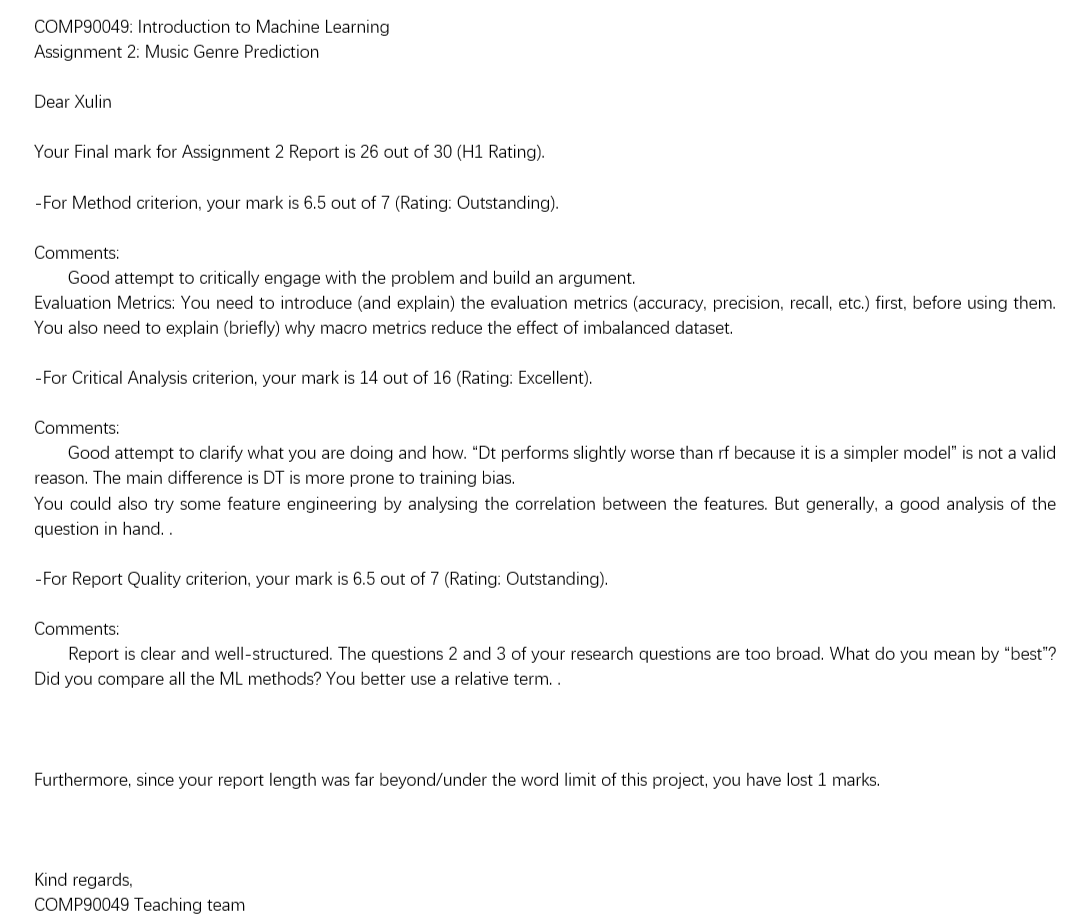 COMP90049: Introduction to Machine Learning
Assignment 2: Music Genre Prediction
Dear Xulin
Your Final mark for Assignment 2 Report is 26 out of 30 (H1 Rating).
-For Method criterion, your mark is 6.5 out of 7 (Rating: Outstanding).
Comments:
Good attempt to critically engage with the problem and build an argument.
Evaluation Metrics: You need to introduce (and explain) the evaluation metrics (accuracy, precision, recall, etc.) first, before using them.
You also need to explain (briefly) why macro metrics reduce the effect of imbalanced dataset.
-For Critical Analysis criterion, your mark is 14 out of 16 (Rating: Excellent).
Comments:
Good attempt to clarify what you are doing and how. “Dt performs slightly worse than rf because it is a simpler model” is not a valid
reason. The main difference is DT is more prone to training bias.
You could also try some feature engineering by analysing the correlation between the features. But generally, a good analysis of the
question in hand. .
-For Report Quality criterion, your mark is 6.5 out of 7 (Rating: Outstanding).
Comments:
Report is clear and well-structured. The questions 2 and 3 of your research questions are too broad. What do you mean by “best”?
Did you compare all the ML methods? You better use a relative term. .
Furthermore, since your report length was far beyond/under the word limit of this project, you have lost 1 marks.
Kind regards,
COMP90049 Teaching team